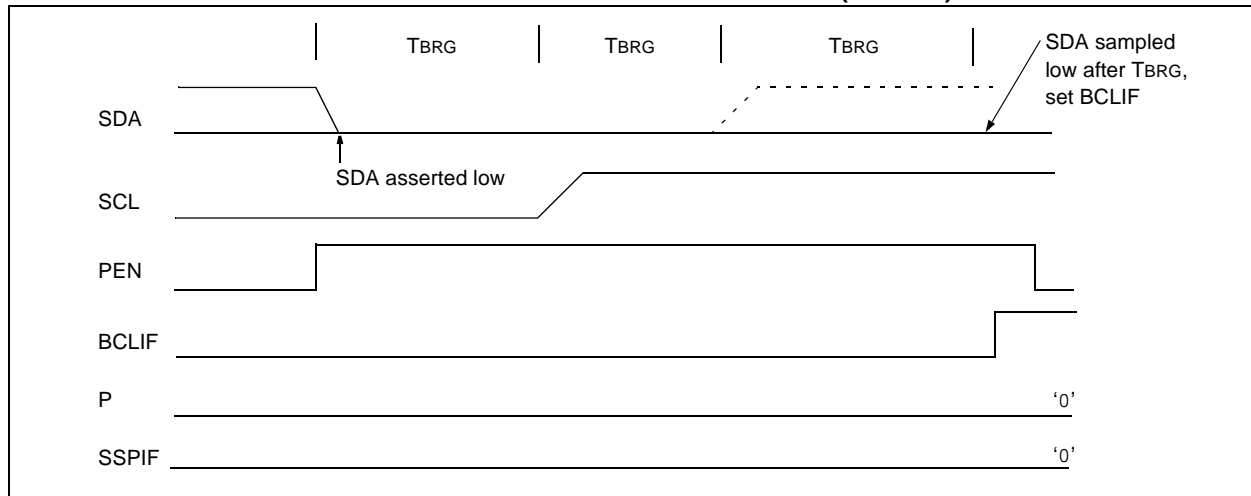 TBRG TBRG TBRG
SDA sampled
low after TBRG,
set BCLIF
SDA
SDA asserted low
SCL
PEN
BCLIF
P
'0'
SSPIF
'0'